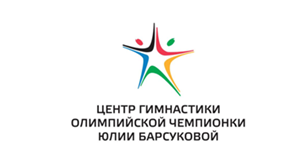 ЦЕНТР ГИМНАСТИКИ
ОЛИМПИЙСКОЙ ЧЕМПИОНКИ
ЮЛИИ БАРСУКОВОЙ